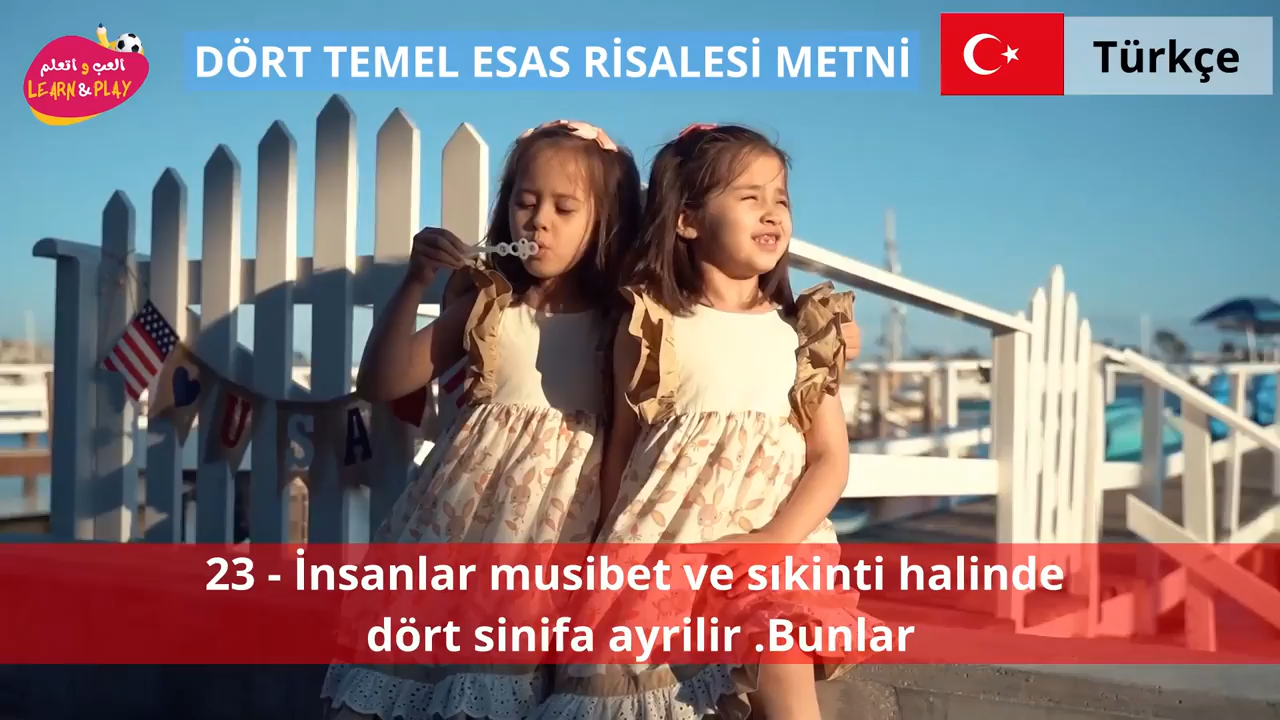 العب و اتعلم
LEARN&PLAY
DÖRT TEMEL ESAS RİSALESİ METNİ
Türkçe
USA
23 - İnsanlar musibet ve sıkinti halinde
dört sinifa ayrilir .Bunlar